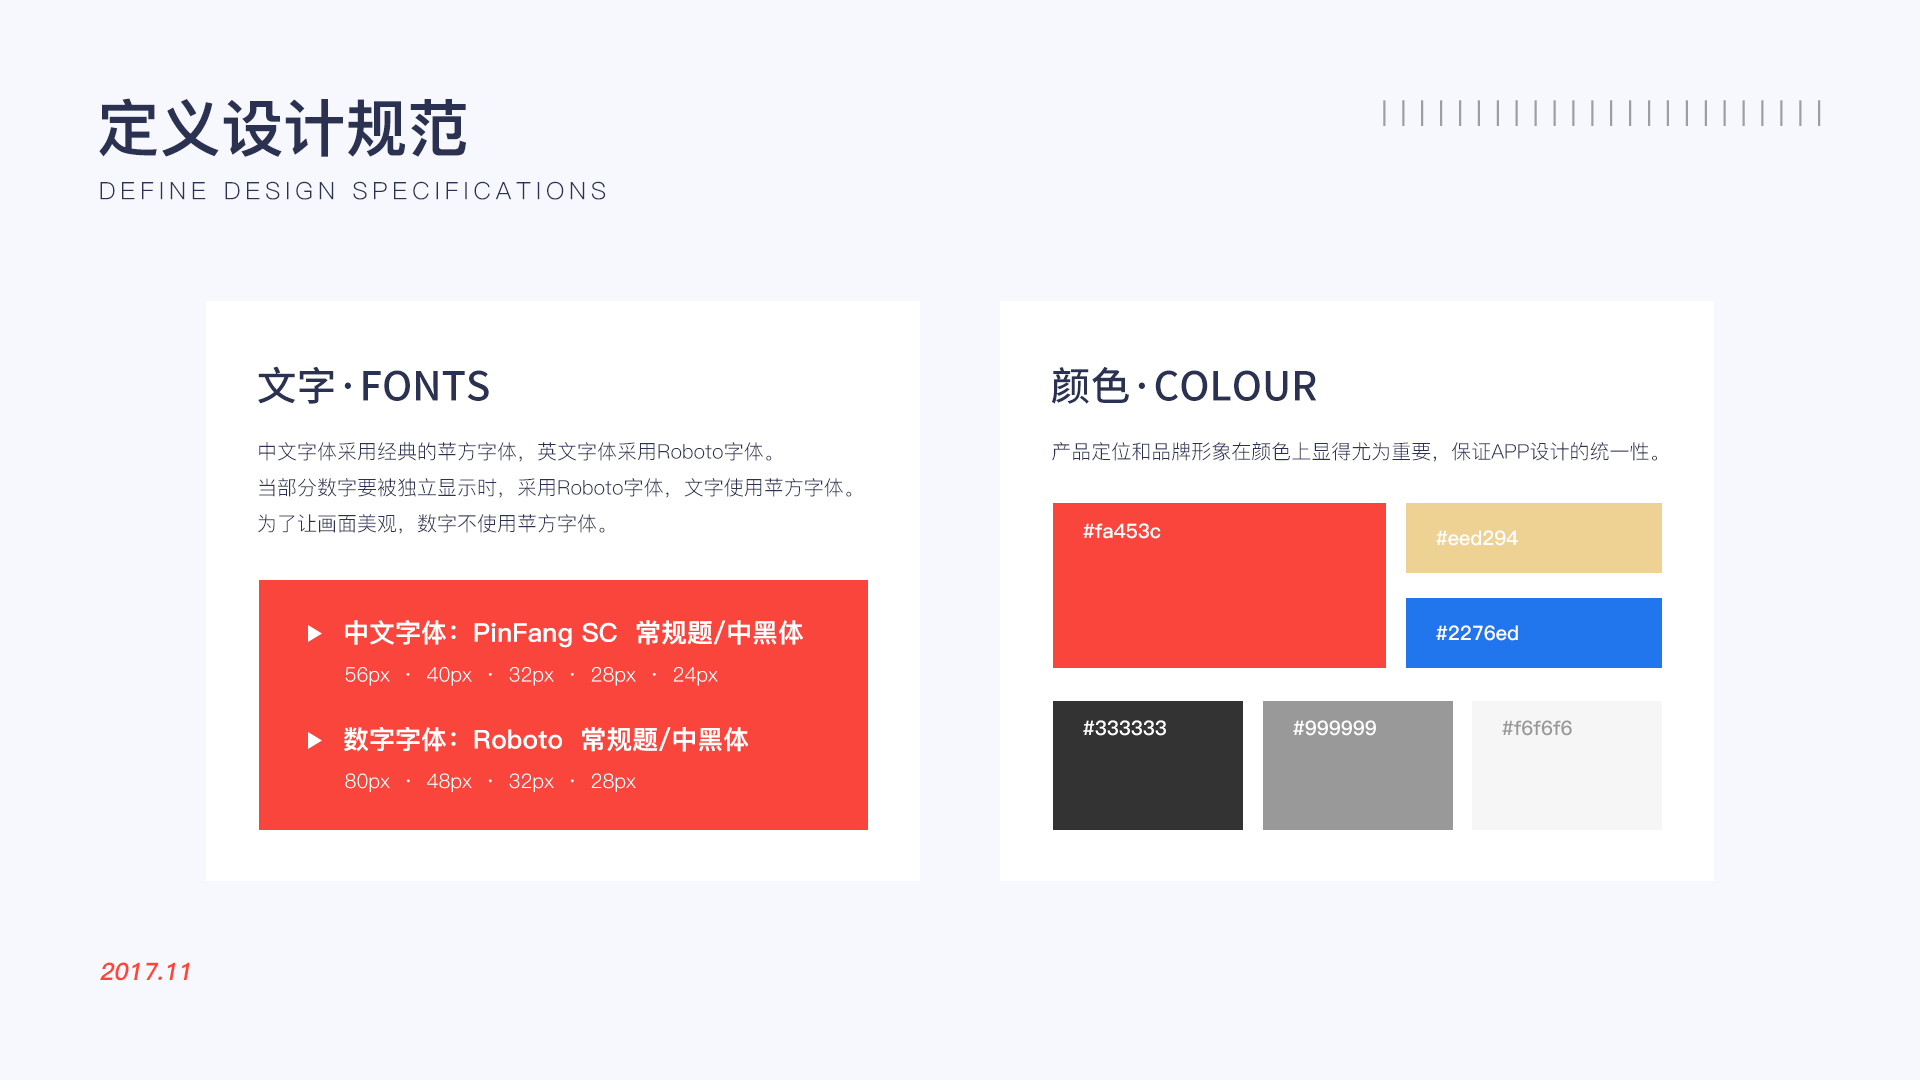 定义设计规范
DEFINE DESIGN SPECIFICATIONS
文字·FONTS
中文字体采用经典的苹方字体，英文字体采用Roboto字体。
当部分数字要被独立显示时，采用Roboto字体，文字使用苹方字体。
为了让画面美观，数字不使用苹方字体。
中文字体：PinFang SC 常规题/中黑体
56px · 40px · 32px · 28px · 24px
数字字体：Roboto 常规题/中黑体
80px · 48px · 32px · 28px
颜色·COLOUR
产品定位和品牌形象在颜色上显得尤为重要，保证APP设计的统一性。
#fa453c
#eed294
#2276ed
#333333
#999999
#f6f6f6
2017.11